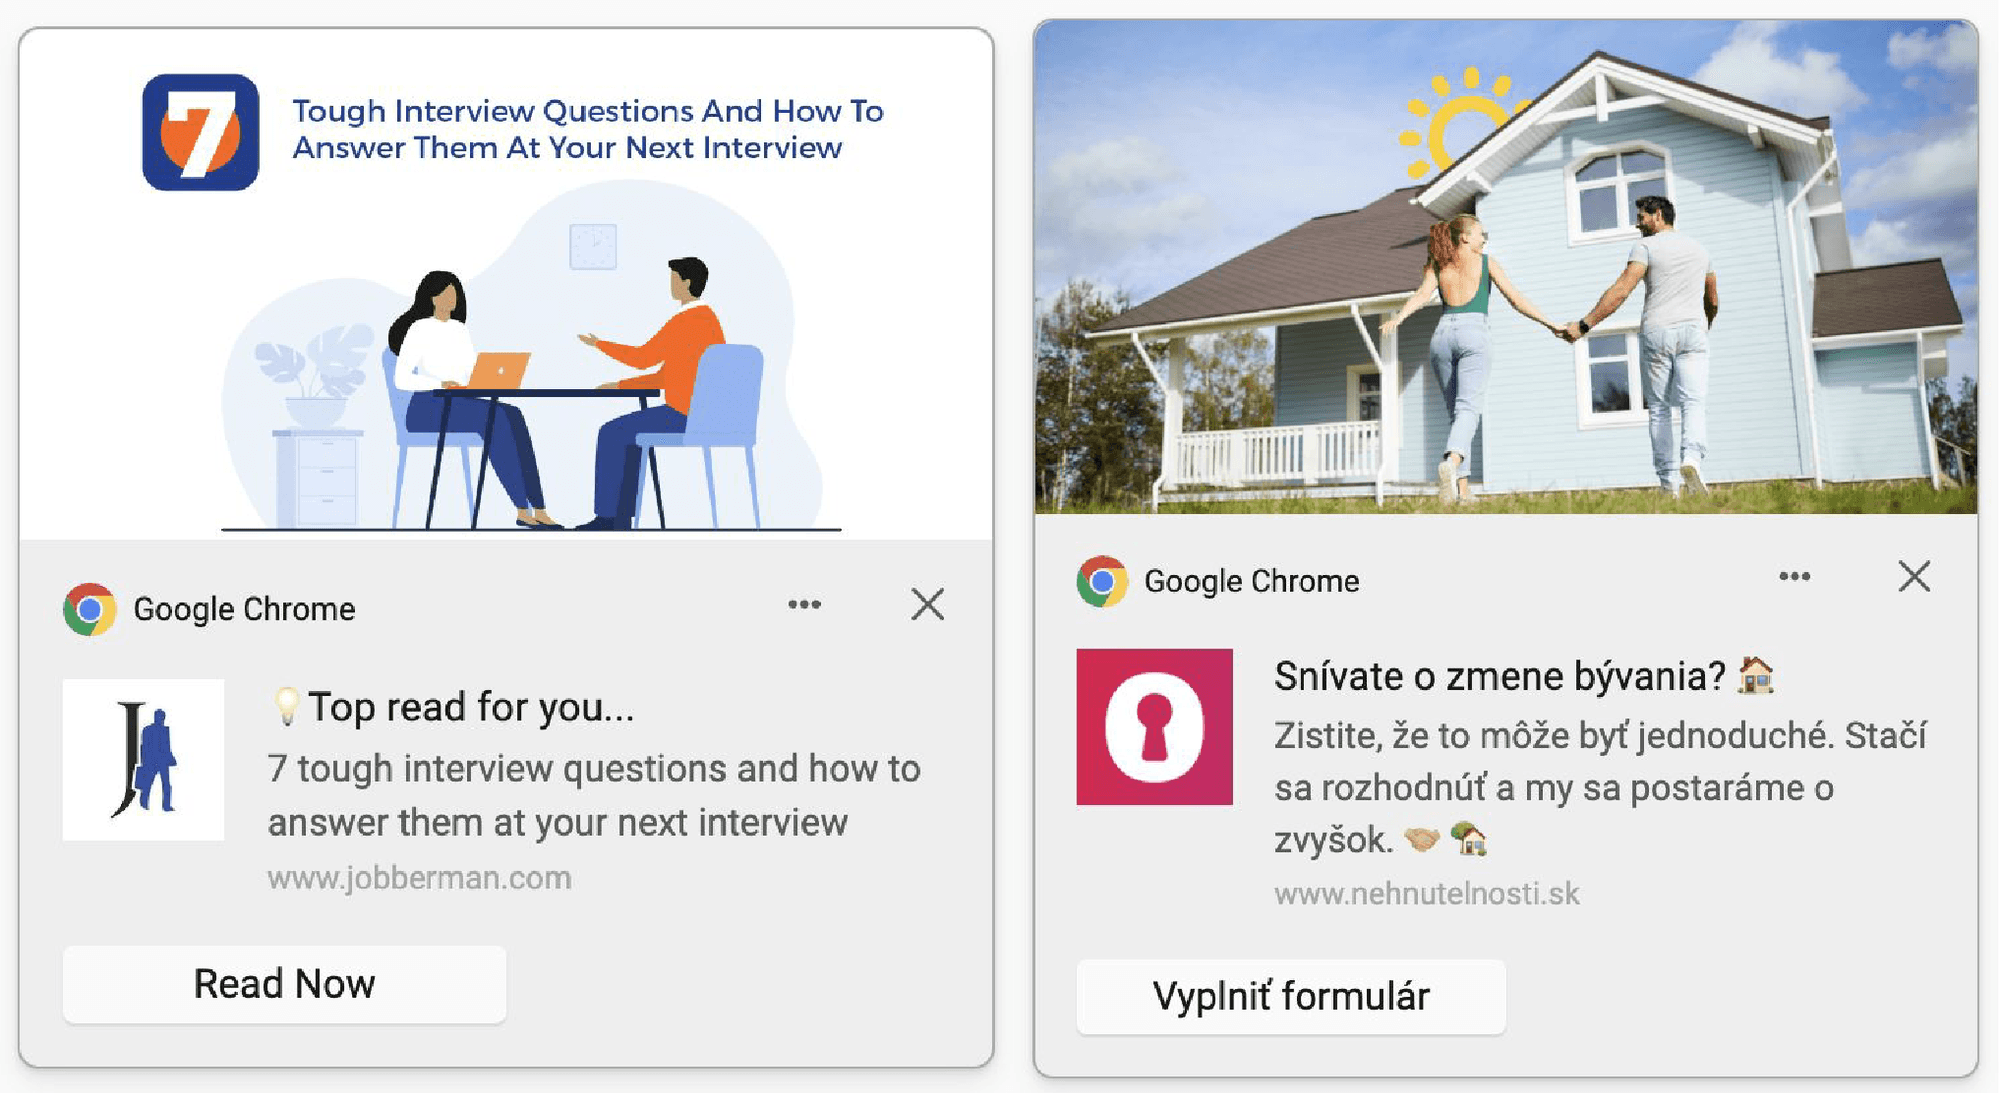 7
Tough Interview Questions And How To
Answer Them At Your Next Interview
Google Chrome
J
💡Top read for you...
7 tough interview questions and how to
answer them at your next interview
www.jobberman.com
Read Now
Google Chrome
Snívate o zmene bývania? 🏠
Zistite, že to môže byť jednoduché. Stačí
sa rozhodnúť a my sa postaráme o
zvyšok. 🤝 🏡
www.nehnutelnosti.sk
Vyplniť formulár